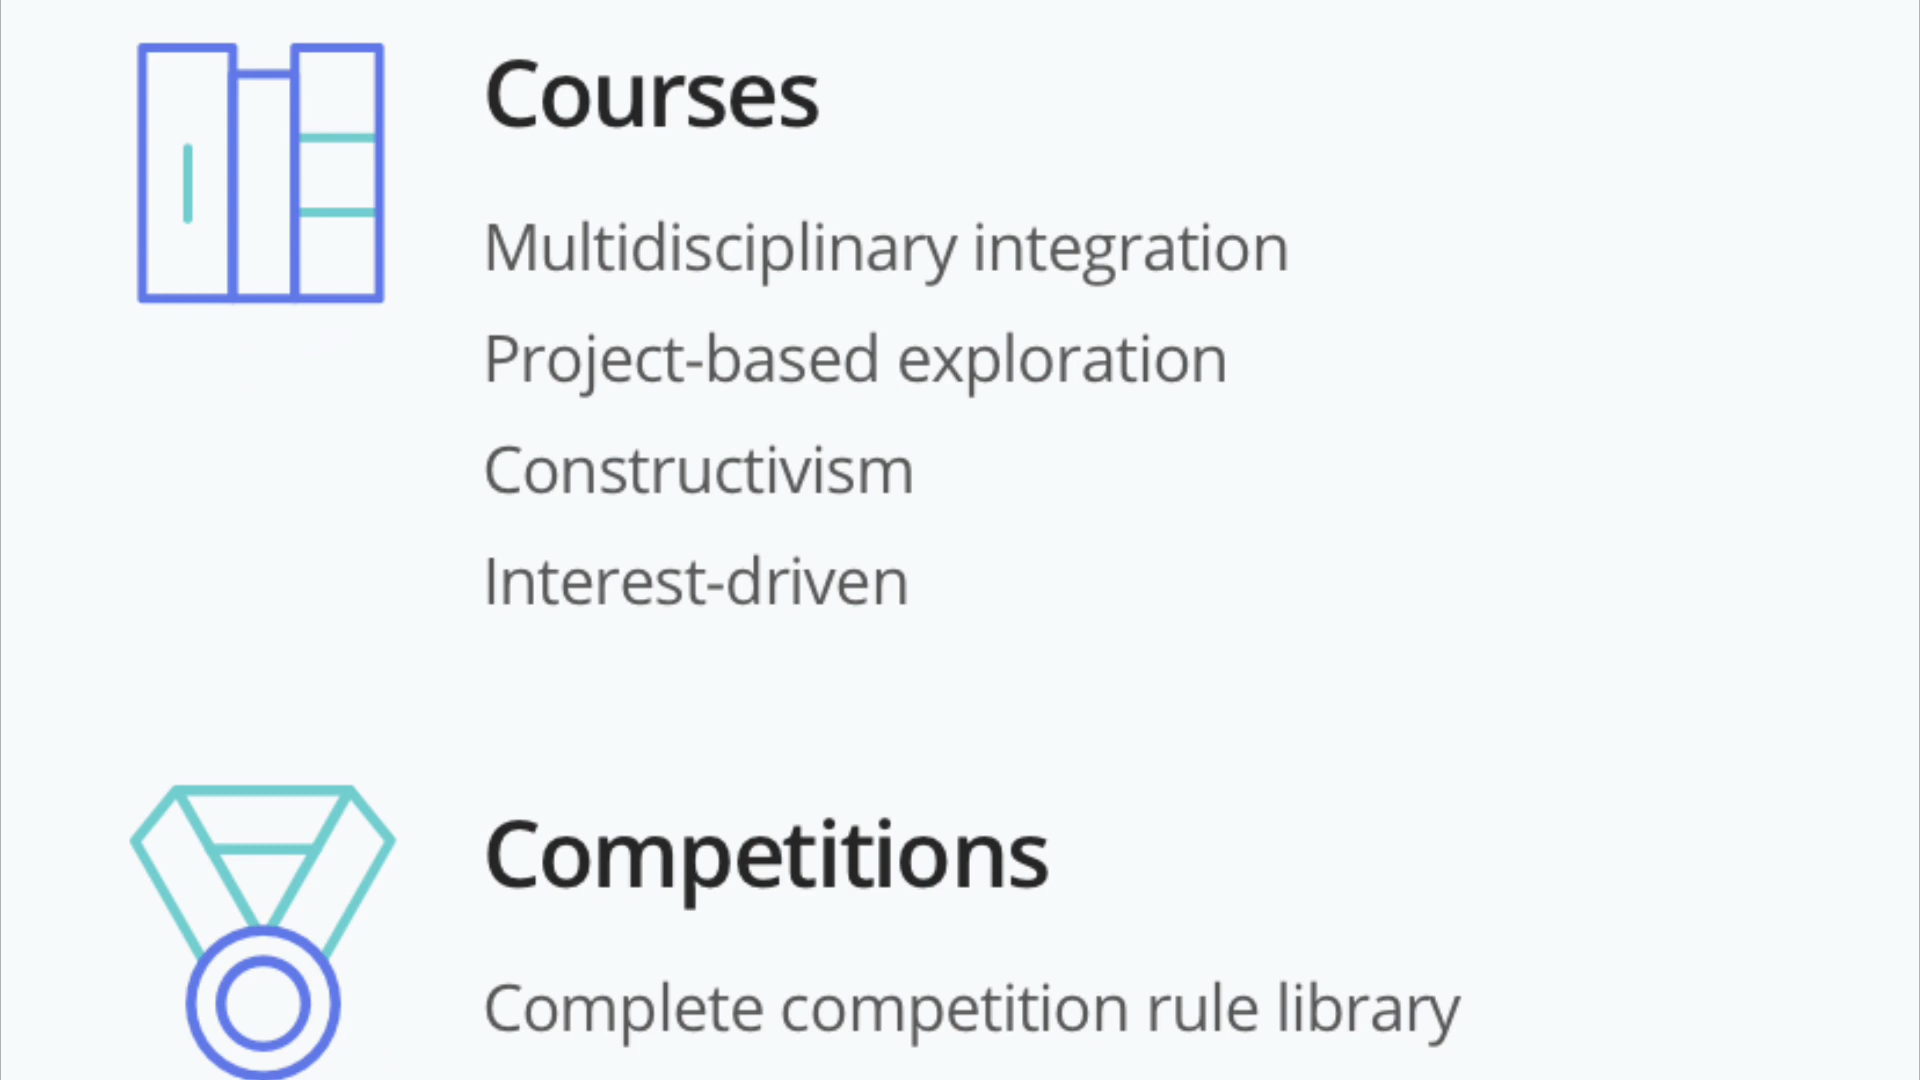 Courses
Multidisciplinary integration
Project-based exploration
Constructivism
Interest-driven
Competitions
Complete competition rule library